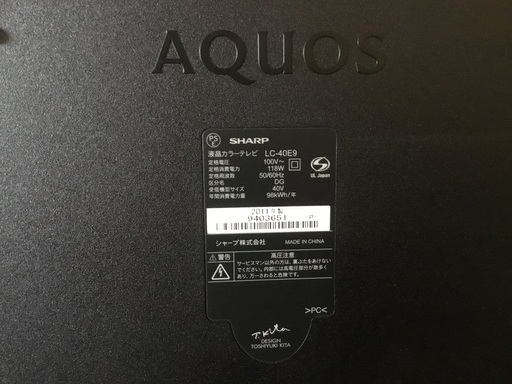 AQUOS
PS E SHARP
液晶カラーテレビ LC-40E9
定格電圧 100V~
定格消費電力 118W
定格周波数 50/60Hz
区分名 DG
受信機型サイズ 40V
年間消費電力量 98kWh/年
S JET UL Japan
2011年製
9403651 P
シャープ株式会社 MADE IN CHINA
警告 高圧注意
サービスマン以外の方は、裏ぶたをあけない
でください。内部には高電圧部分が数多く
あり、万一さわると危険です。
>PC<
T. Kita
DESIGN
TOSHIYUKI KITA